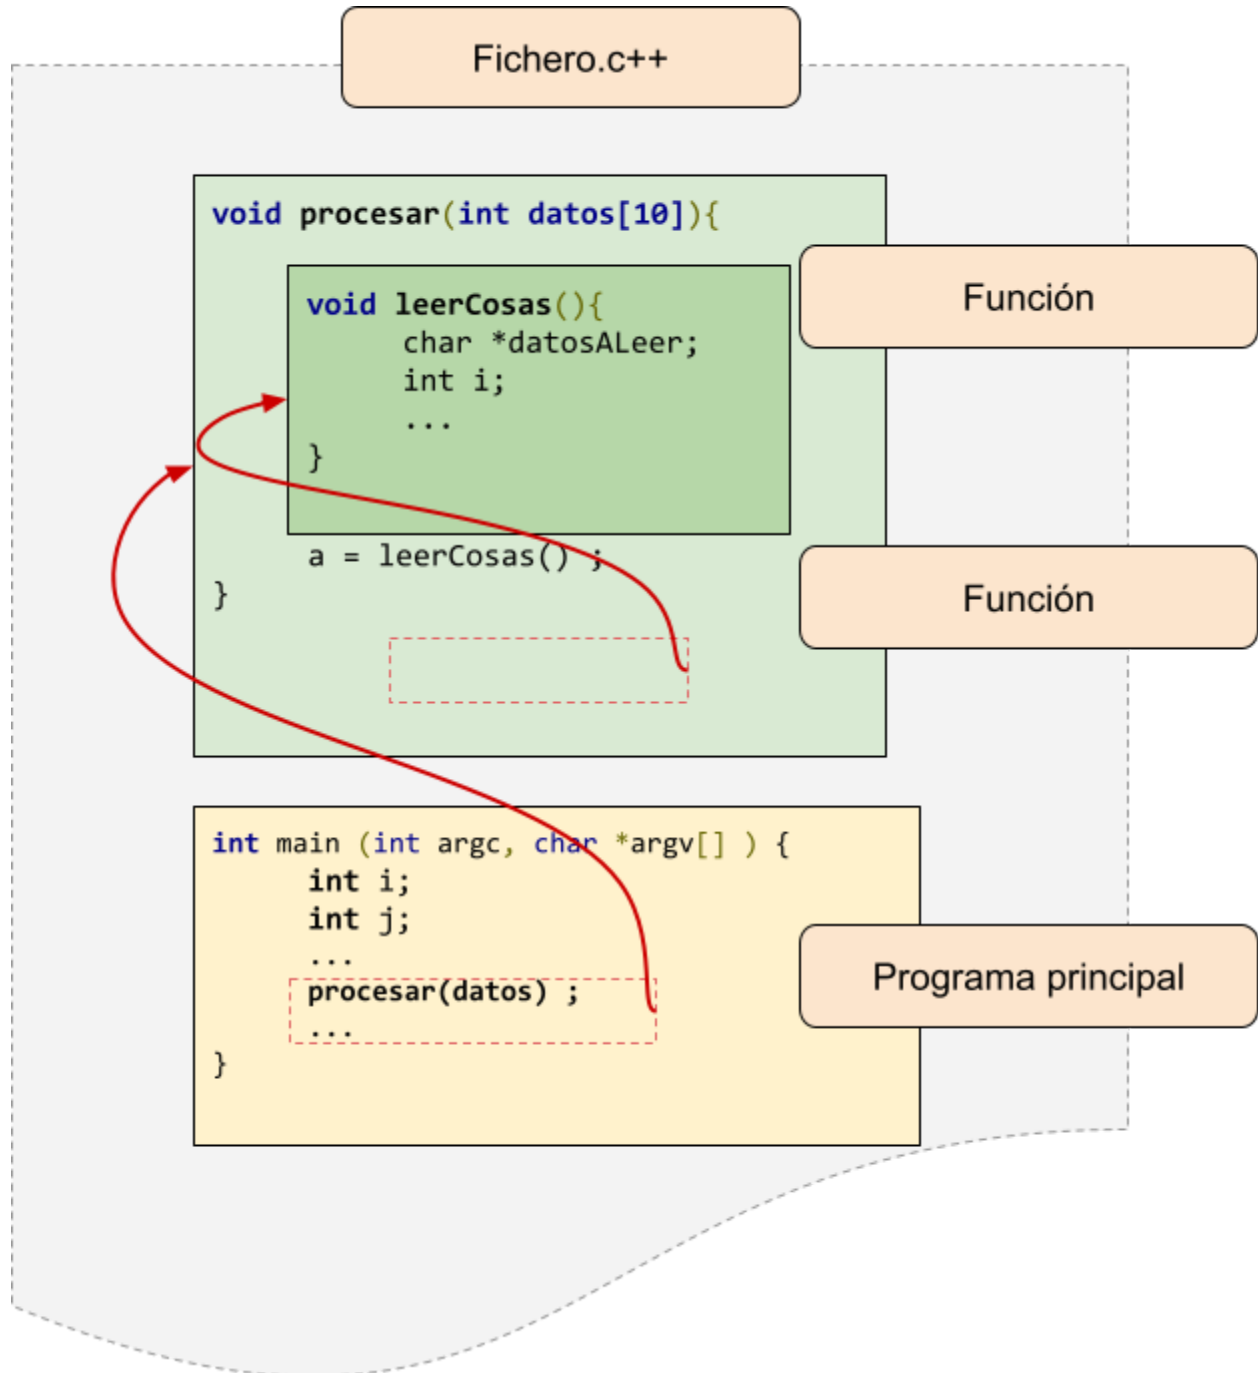 Fichero.c++
void procesar(int datos[10]){
Función
void leerCosas(){
char *datosALeer;
int i;
...
}
a = leerCosas() ;
}
Función
int main (int argc, char *argv[] ) {
int i;
int j;
...
procesar(datos) ;
...
}
Programa principal